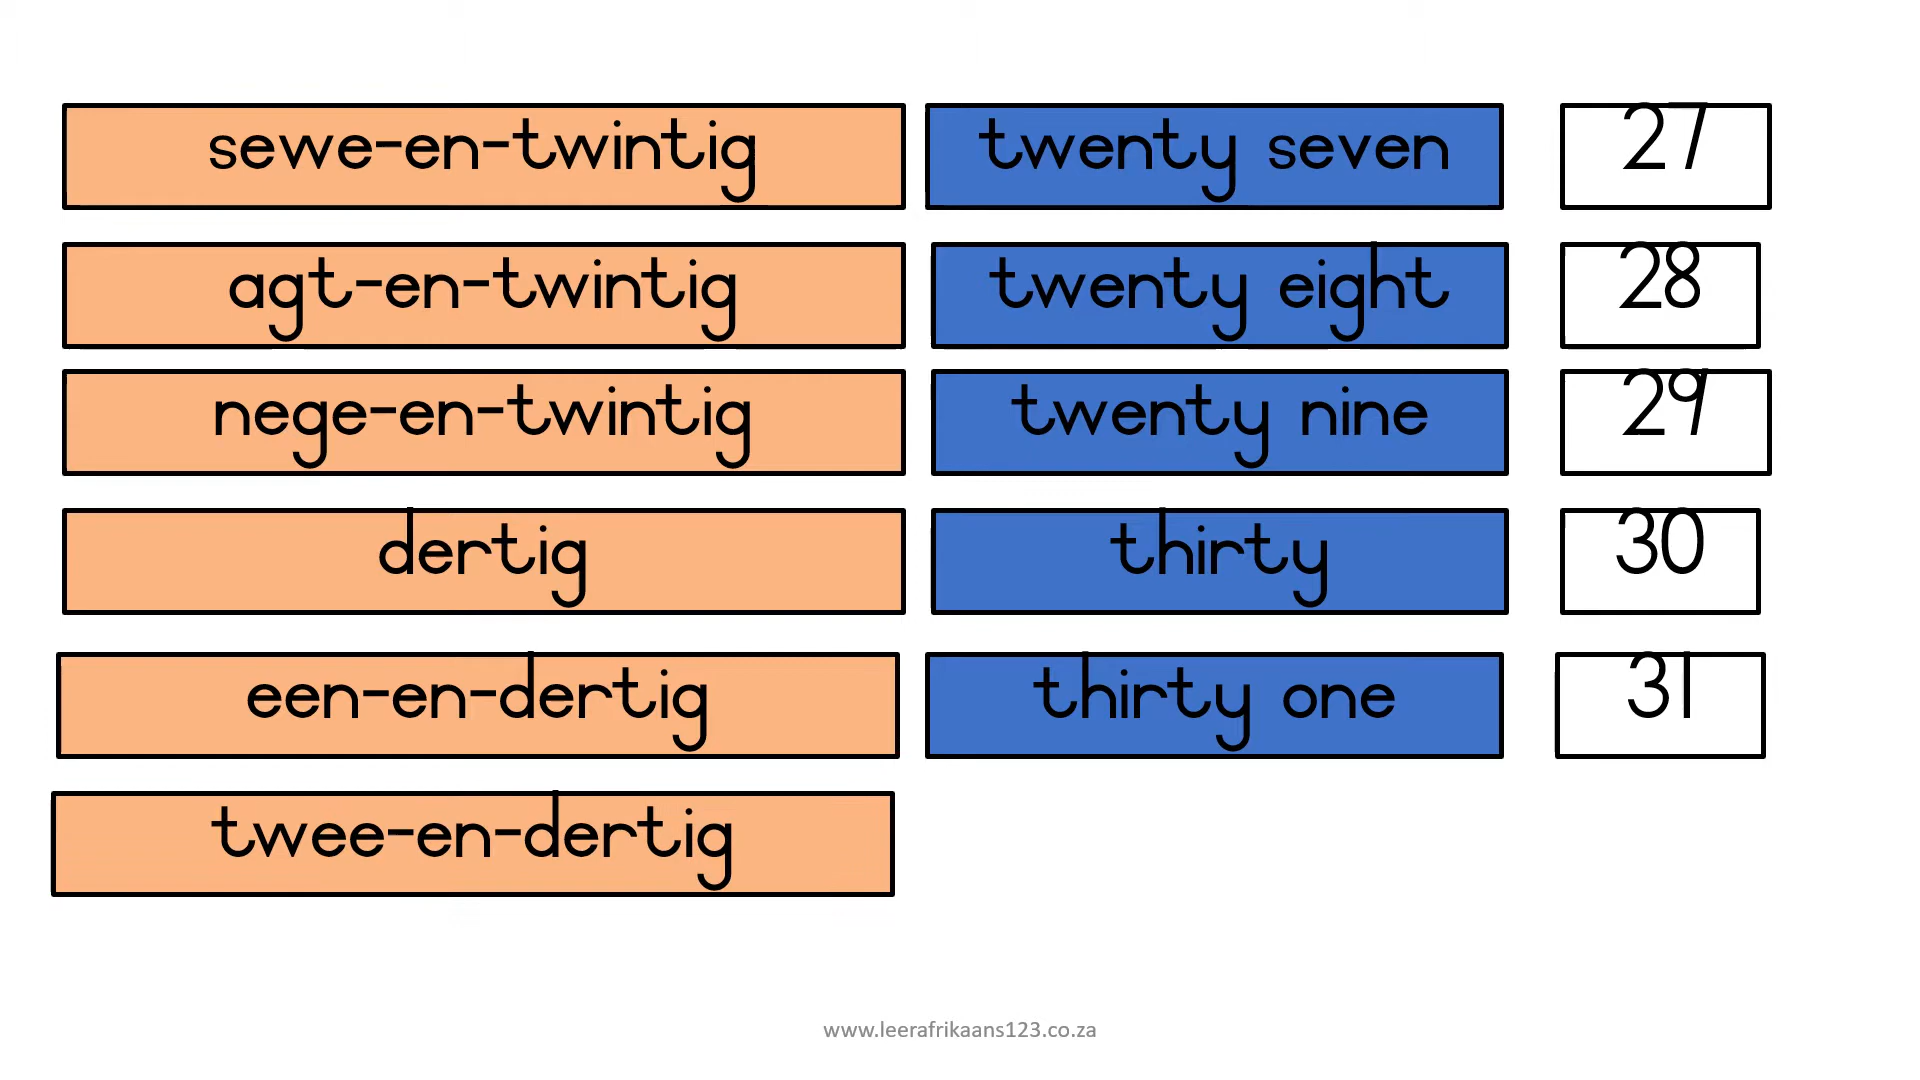 sewe-en-twintig twenty seven 27
agt-en-twintig twenty eight 28
nege-en-twintig twenty nine 29
dertig thirty 30
een-en-dertig thirty one 31
twee-en-dertig
www.leerafrikaans123.co.za